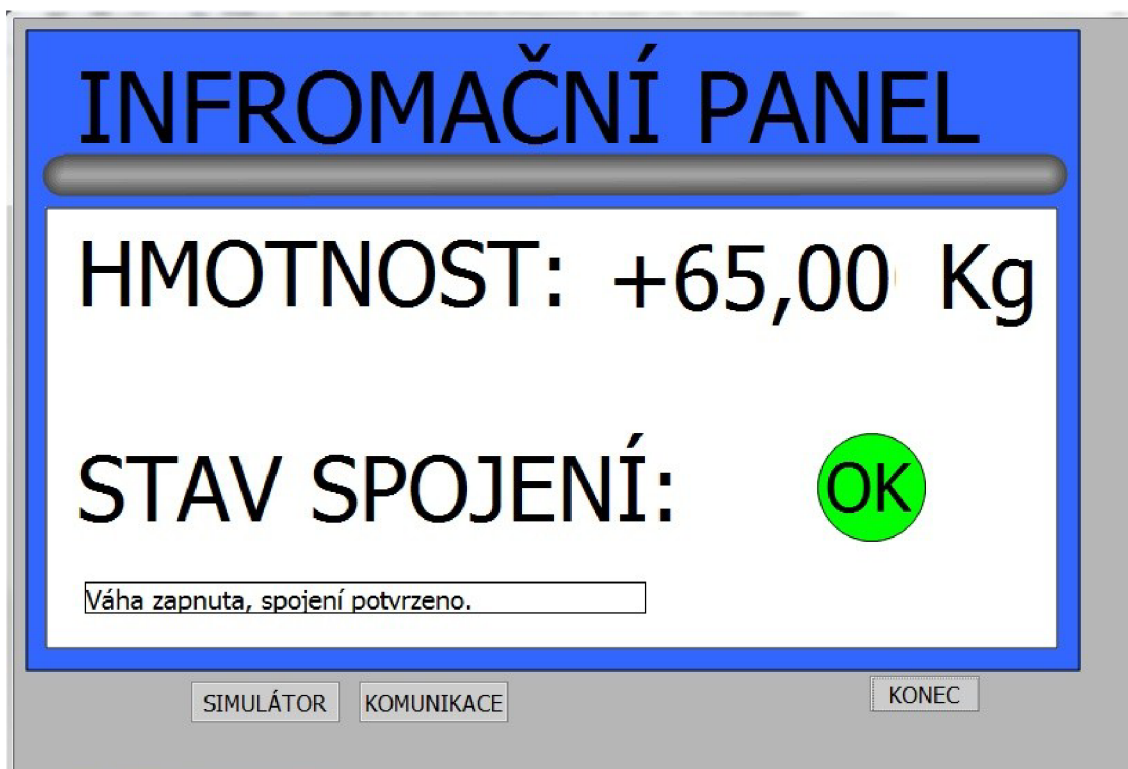 INFROMAČNÍ PANEL
HMOTNOST: +65,00 Kg
STAV SPOJENÍ: OK
Váha zapnuta, spojení potvrzeno.
SIMULÁTOR KOMUNIKACE KONEC